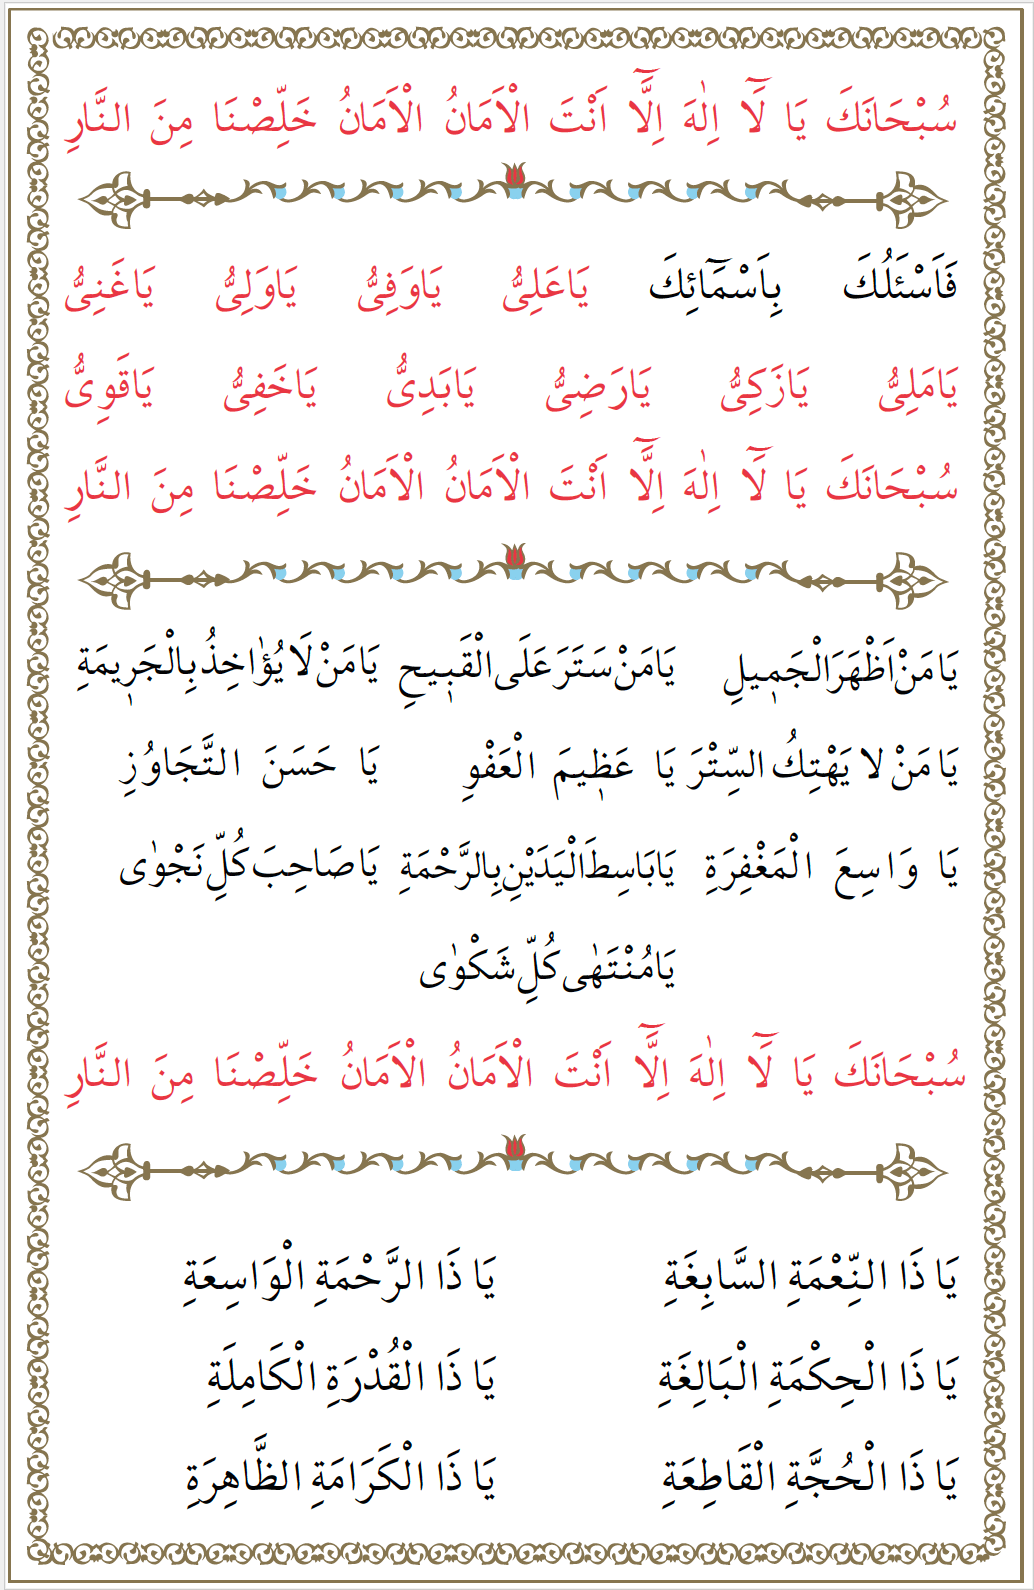 سُبْحَانَكَ يَا لَٓا اِلٰهَ اِلَّٓا اَنْتَ الْاَمَانُ الْاَمَانُ خَلِّصْنَا مِنَ النَّارِ
فَاَسْئَلُكَ بِاَسْمَٓائِكَ يَاعَلِىُّ يَاوَفِىُّ يَاوَلِىُّ يَاغَنِىُّ
يَامَلِىُّ يَازَكِىُّ يَارَضِىُّ يَابَدِىُّ يَاخَفِىُّ يَاقَوِىُّ
سُبْحَانَكَ يَا لَٓا اِلٰهَ اِلَّٓا اَنْتَ الْاَمَانُ الْاَمَانُ خَلِّصْنَا مِنَ النَّارِ
يَامَنْ اَظْهَرَ الْجَمٖيلِ يَامَنْ سَتَرَ عَلَى الْقَبٖيحِ يَامَنْ لَا يُؤٰاخِذُ بِالْجَرٖيمَةِ
يَامَنْ لا يَهْتِكُ السِّتْرَ يَا عَظٖيمَ الْعَفْوِ يَا حَسَنَ التَّجَاوُزِ
يَا وَاسِعَ الْمَغْفِرَةِ يَابَاسِطَ الْيَدَيْنِ بِالرَّحْمَةِ يَا صَاحِبَ كُلِّ نَجْوٰى
يَامُنْتَهٰى كُلِّ شَكْوٰى
سُبْحَانَكَ يَا لَٓا اِلٰهَ اِلَّٓا اَنْتَ الْاَمَانُ الْاَمَانُ خَلِّصْنَا مِنَ النَّارِ
يَا ذَا النِّعْمَةِ السَّابِغَةِ يَا ذَا الرَّحْمَةِ الْوَاسِعَةِ
يَا ذَا الْحِكْمَةِ الْبَالِغَةِ يَا ذَا الْقُدْرَةِ الْكَامِلَةِ
يَا ذَا الْحُجَّةِ الْقَاطِعَةِ يَا ذَا الْكَرَامَةِ الظَّاهِرَةِ